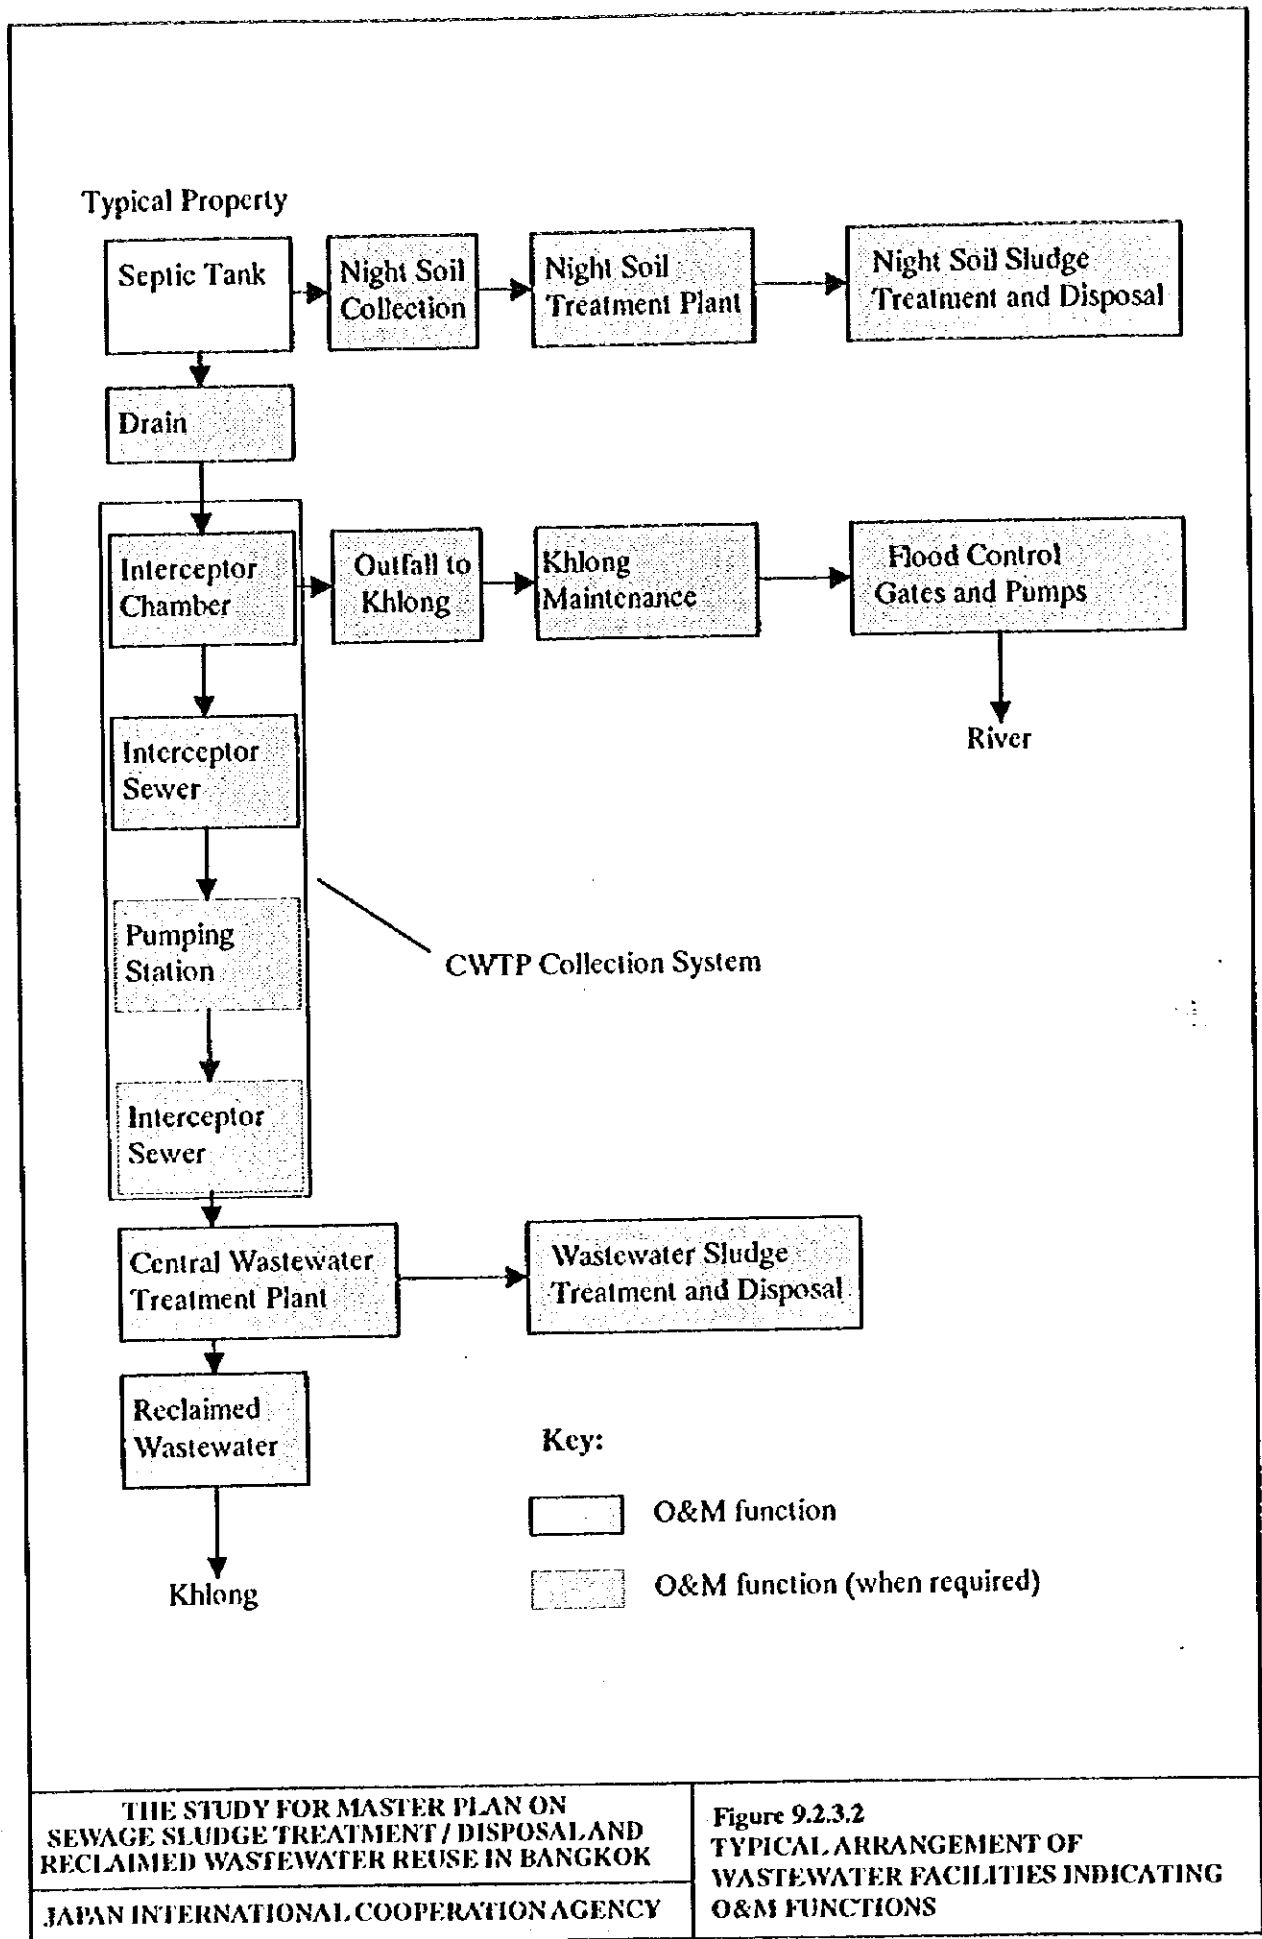 Typical Property
Septic Tank
Night Soil
Collection
Night Soil
Treatment Plant
Night Soil Sludge
Treatment and Disposal
Drain
Interceptor
Chamber
Outfall to
Khlong
Khlong
Maintenance
Flood Control
Gates and Pumps
River
Interceptor
Sewer
Pumping
Station
CWTP Collection System
Interceptor
Sewer
Central Wastewater
Treatment Plant
Wastewater Sludge
Treatment and Disposal
Reclaimed
Wastewater
Khlong
Key:
O&M function
O&M function (when required)
THE STUDY FOR MASTER PLAN ON
SEWAGE SLUDGE TREATMENT / DISPOSAL AND
RECLAIMED WASTEWATER REUSE IN BANGKOK
JAPAN INTERNATIONAL COOPERATION AGENCY
Figure 9.2.3.2
TYPICAL ARRANGEMENT OF
WASTEWATER FACILITIES INDICATING
O&M FUNCTIONS